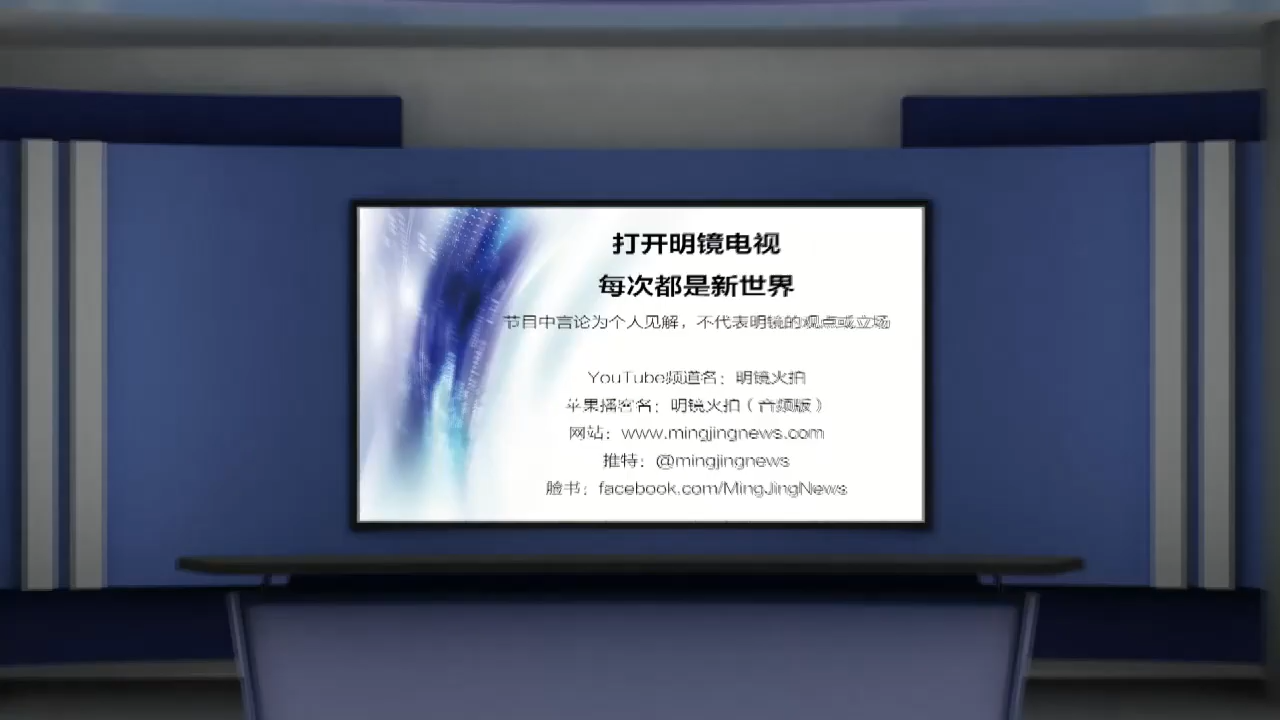 打开明镜电视
每次都是新世界
节目中言论为个人见解，不代表明镜的观点或立场
YouTube频道名：明镜火拍
苹果播客名：明镜火拍（音频版）
网站：www.mingjingnews.com
推特：@mingjingnews
脸书：facebook.com/MingJingNews